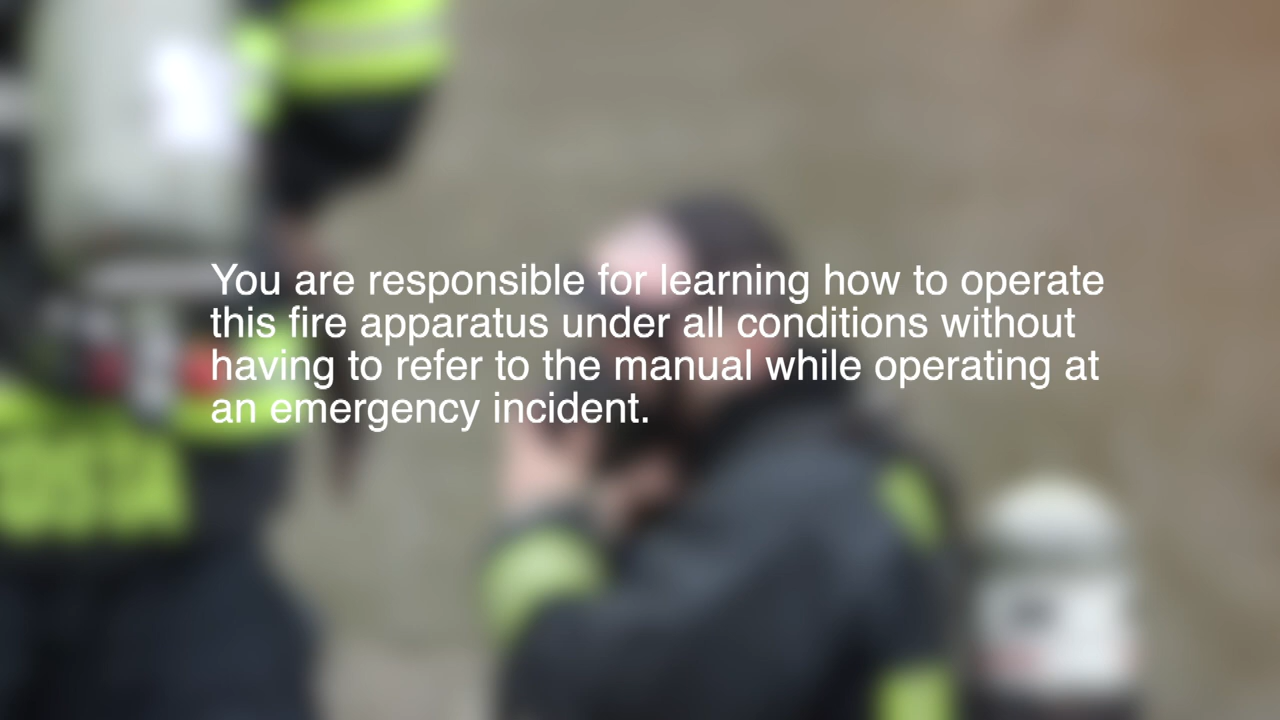 You are responsible for learning how to operate
this fire apparatus under all conditions without
having to refer to the manual while operating at
an emergency incident.